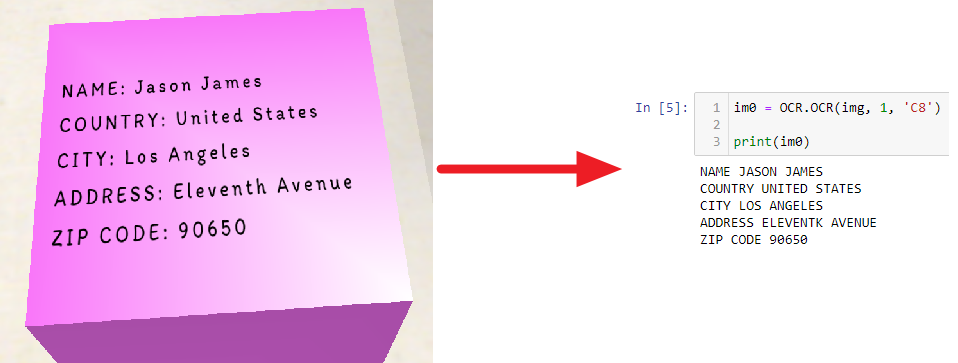 NAME: Jason James
COUNTRY: United States
CITY: Los Angeles
ADDRESS: Eleventh Avenue
ZIP CODE: 90650
In [5]:
1 im0 = OCR.OCR(img, 1, 'C8')
2
3 print(im0)
NAME JASON JAMES
COUNTRY UNITED STATES
CITY LOS ANGELES
ADDRESS ELEVENTK AVENUE
ZIP CODE 90650